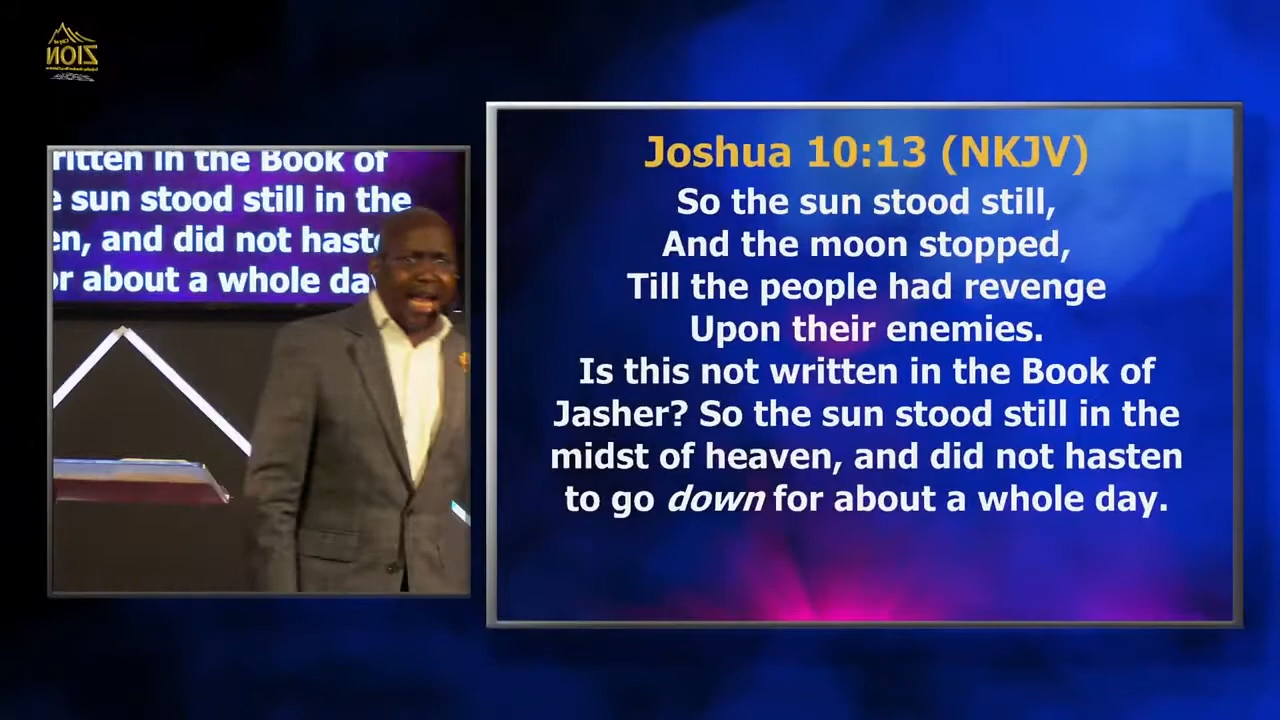 City of
ZION
ritten in the Book of
e sun stood still in the
en, and did not hast
or about a whole day
Joshua 10:13 (NKJV)
So the sun stood still,
And the moon stopped,
Till the people had revenge
Upon their enemies.
Is this not written in the Book of
Jasher? So the sun stood still in the
midst of heaven, and did not hasten
to go down for about a whole day.